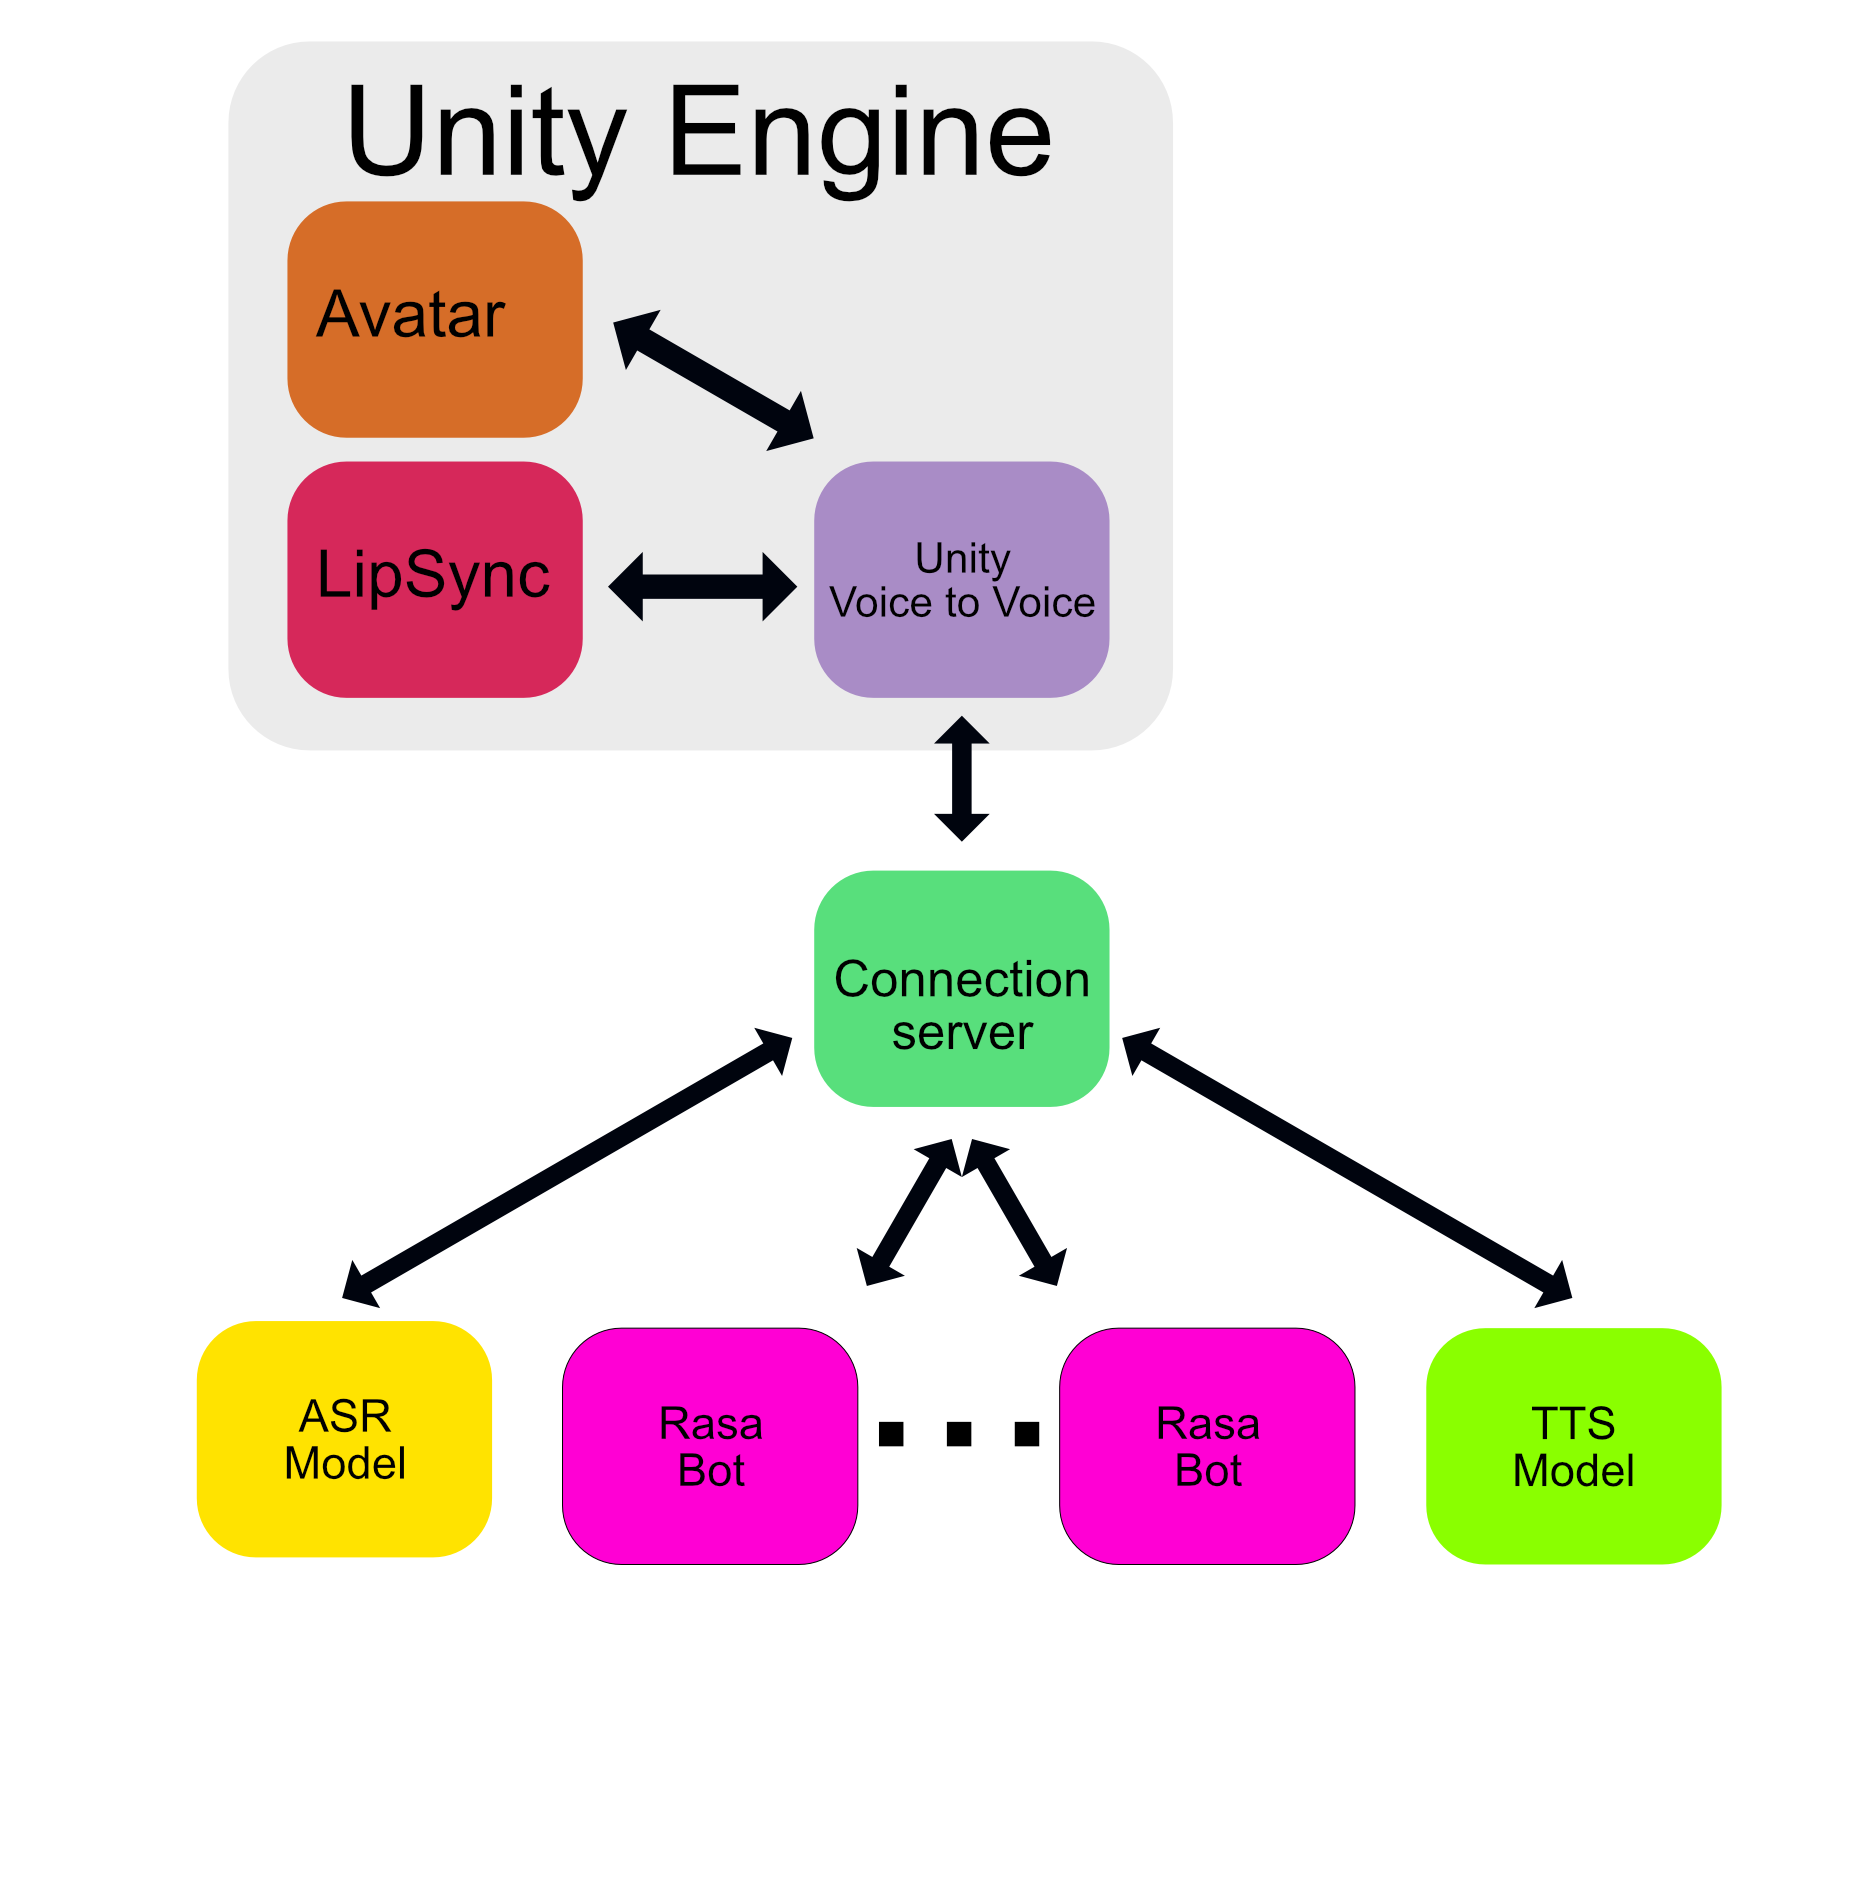 Unity Engine
Avatar
LipSync
Unity
Voice to Voice
Connection
server
ASR
Model
Rasa
Bot
Rasa
Bot
TTS
Model